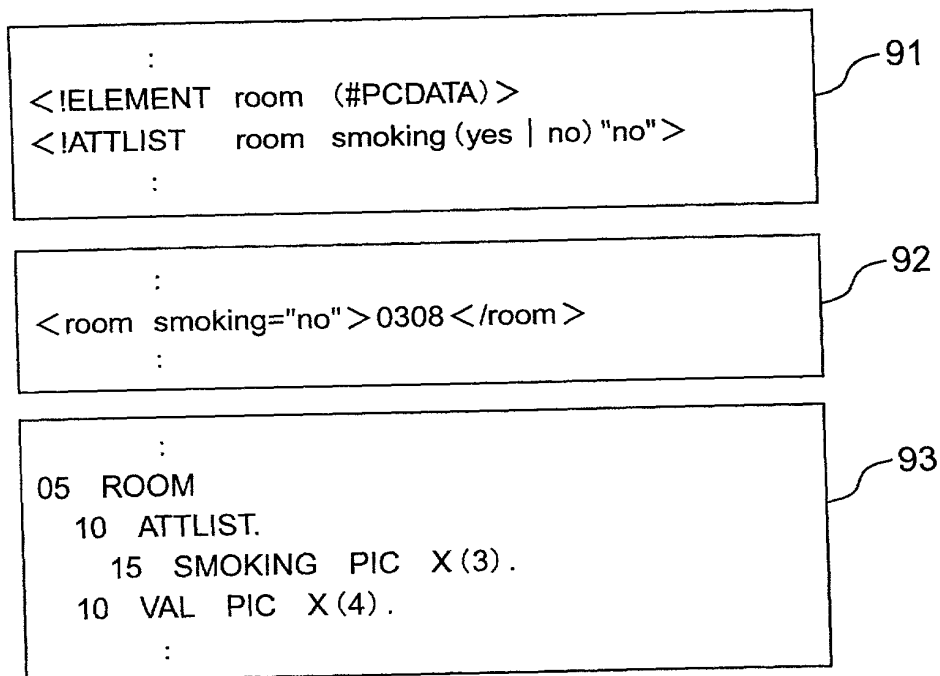 :
<!ELEMENT room (#PCDATA)>
<!ATTLIST room smoking (yes | no) "no">
:
91
:
<room smoking="no">0308</room>
:
92
:
05 ROOM
10 ATTLIST.
15 SMOKING PIC X(3).
10 VAL PIC X(4).
:
93